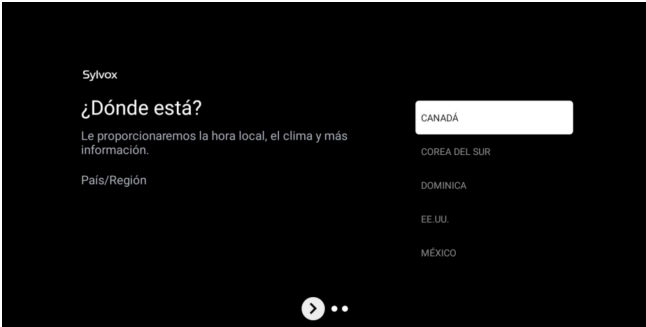 Sylvox
¿Dónde está?
Le proporcionaremos la hora local, el clima y más
información.
País/Región
CANADÁ
COREA DEL SUR
DOMINICA
EE.UU.
MÉXICO